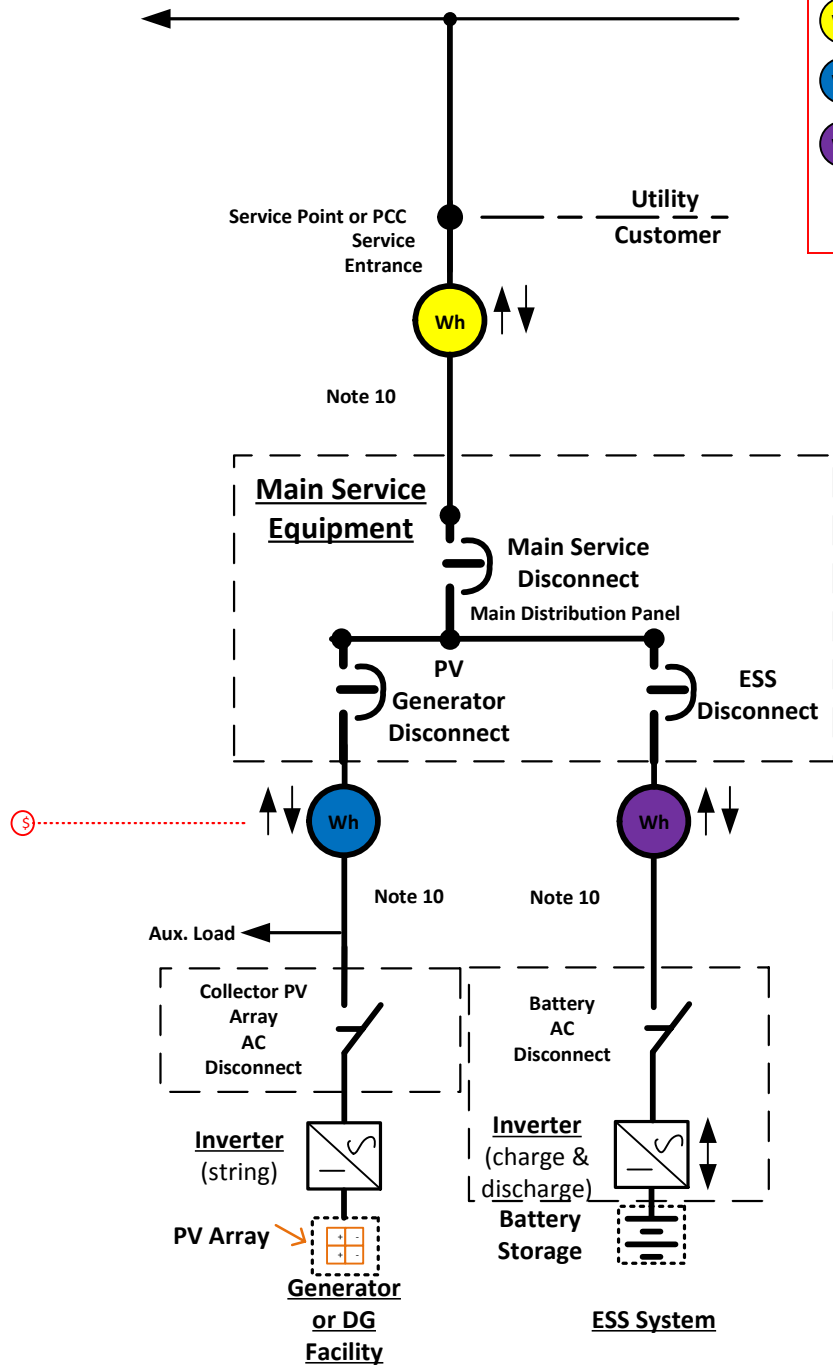 Utility
Service Point or PCC
Customer
Service
Entrance
Wh
Note 10
Main Service
Equipment
Main Service
Disconnect
Main Distribution Panel
PV
Generator
Disconnect
ESS
Disconnect
$
Wh
Wh
Note 10
Note 10
Aux. Load
Collector PV
Array
AC
Disconnect
Battery
AC
Disconnect
Inverter
(string)
Inverter
(charge &
discharge)
PV Array
+ -
+ -
Battery
Storage
Generator
or DG
Facility
ESS System